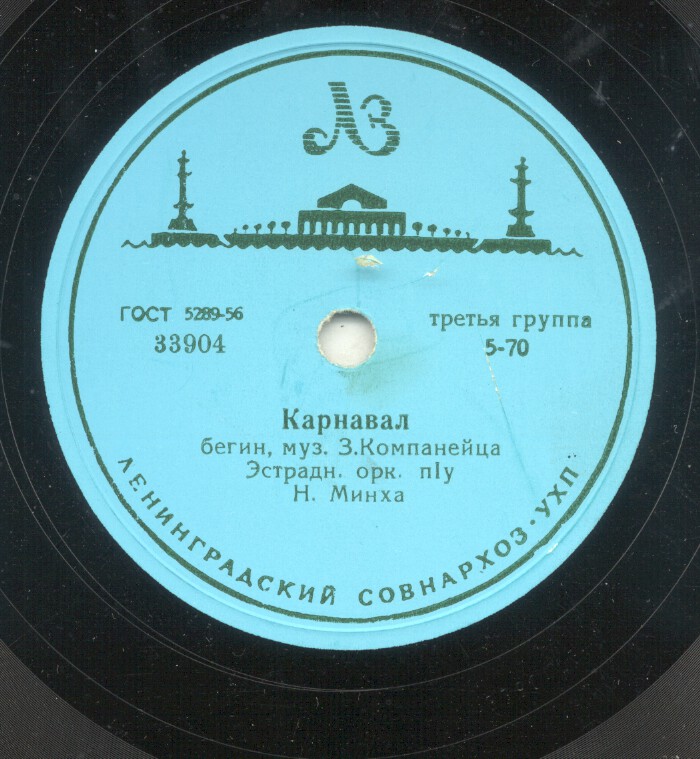 ЛЗ
ГОСТ 5289-56
33904
третья группа
5-70
Карнавал
бегин, муз. З.Компанейца
Эстрадн. орк. п1у
Н. Минха
ЛЕНИНГРАДСКИЙ СОВНАРХОЗ·УХП